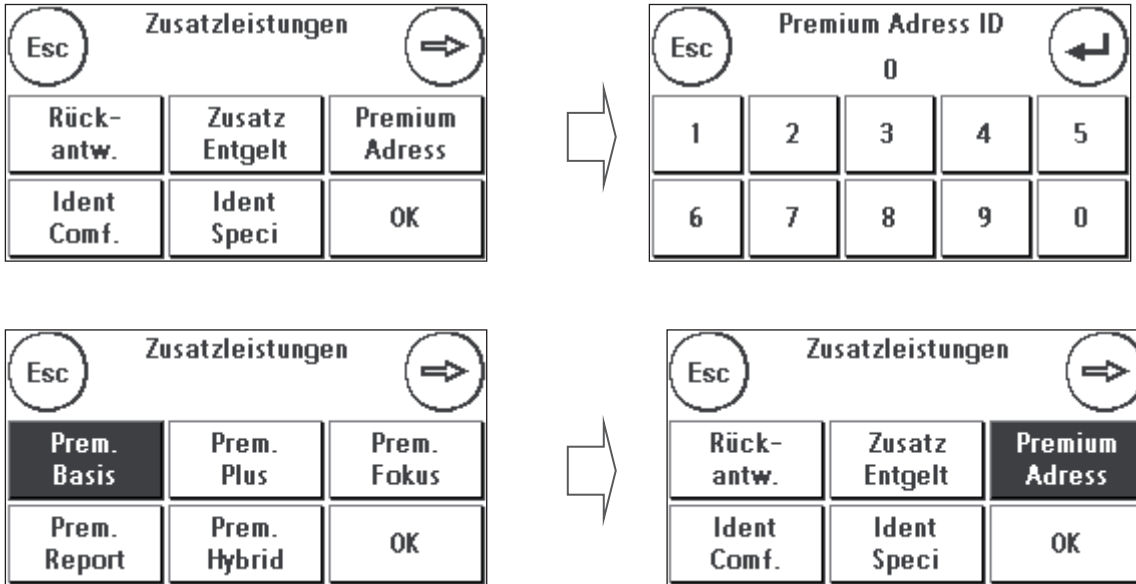 Esc
Zusatzleistungen
Rück-
antw.
Zusatz
Entgelt
Premium
Adress
Ident
Comf.
Ident
Speci
OK
Esc
Premium Adress ID
0
1 2 3 4 5
6 7 8 9 0
Esc
Zusatzleistungen
Prem.
Basis
Prem.
Plus
Prem.
Fokus
Prem.
Report
Prem.
Hybrid
OK
Esc
Zusatzleistungen
Rück-
antw.
Zusatz
Entgelt
Premium
Adress
Ident
Comf.
Ident
Speci
OK